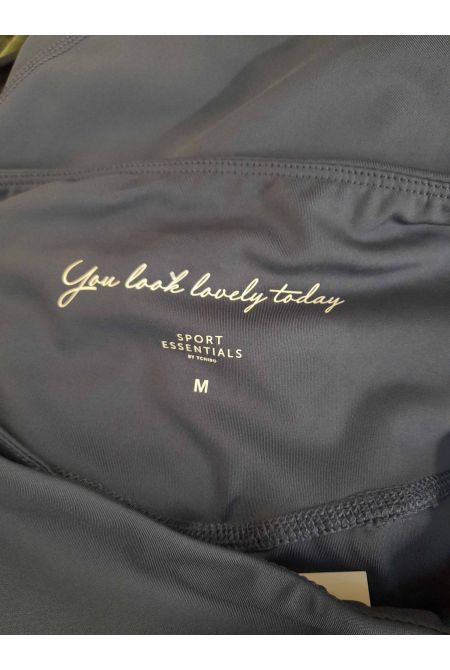 You look lovely today
SPORT
ESSENTIALS
BY TCHIBO
M